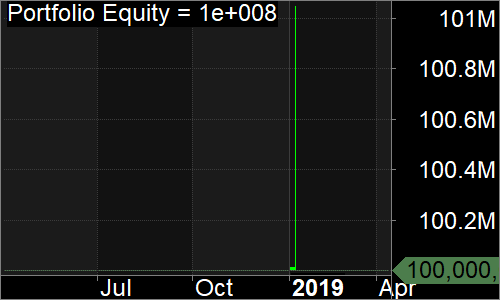 Portfolio Equity = 1e+008
101M
100.8M
100.6M
100.4M
100.2M
100,000,
Jul Oct 2019 Apr